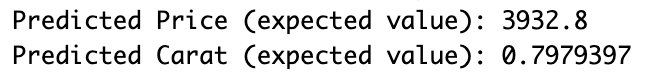 Predicted Price (expected value): 3932.8
Predicted Carat (expected value): 0.7979397